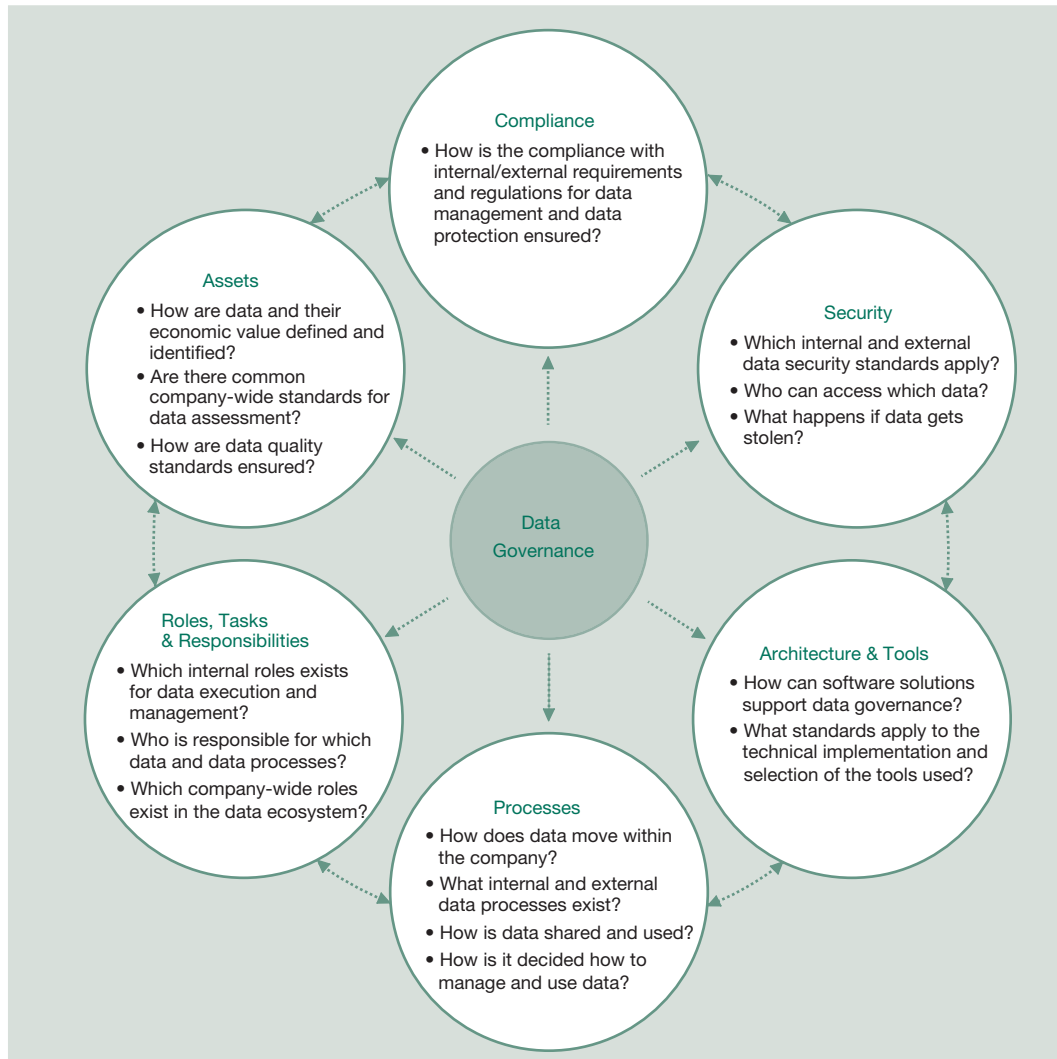 Compliance
• How is the compliance with
internal/external requirements
and regulations for data
management and data
protection ensured?
Assets
• How are data and their
economic value defined and
identified?
• Are there common
company-wide standards for
data assessment?
• How are data quality
standards ensured?
Security
• Which internal and external
data security standards apply?
• Who can access which data?
• What happens if data gets
stolen?
Data
Governance
Roles, Tasks
& Responsibilities
• Which internal roles exists
for data execution and
management?
• Who is responsible for which
data and data processes?
• Which company-wide roles
exist in the data ecosystem?
Architecture & Tools
• How can software solutions
support data governance?
• What standards apply to the
technical implementation and
selection of the tools used?
Processes
• How does data move within
the company?
• What internal and external
data processes exist?
• How is data shared and used?
• How is it decided how to
manage and use data?